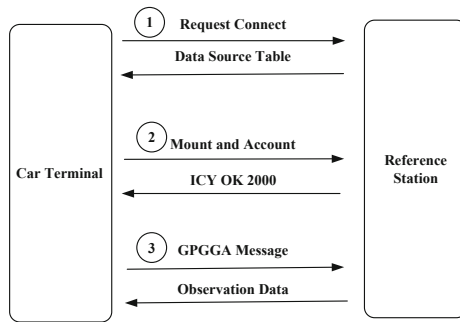 1
Request Connect
Data Source Table
2
Mount and Account
Car Terminal
Reference
Station
ICY OK 2000
3
GPGGA Message
Observation Data